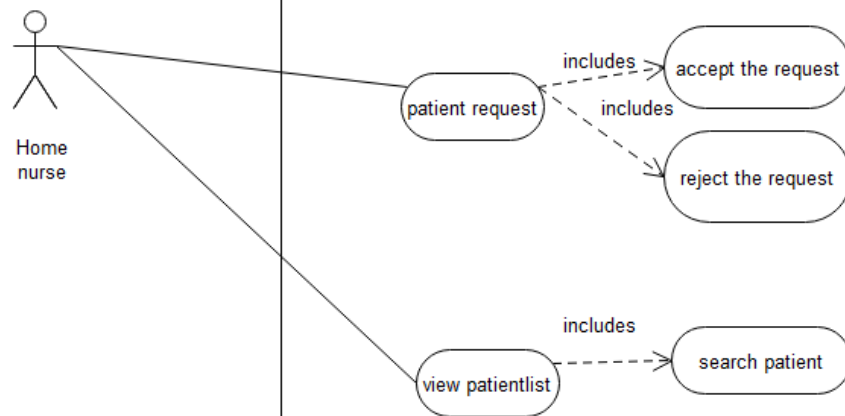 includes
accept the request
patient request
includes
Home
nurse
reject the request
includes
view patientlist
search patient